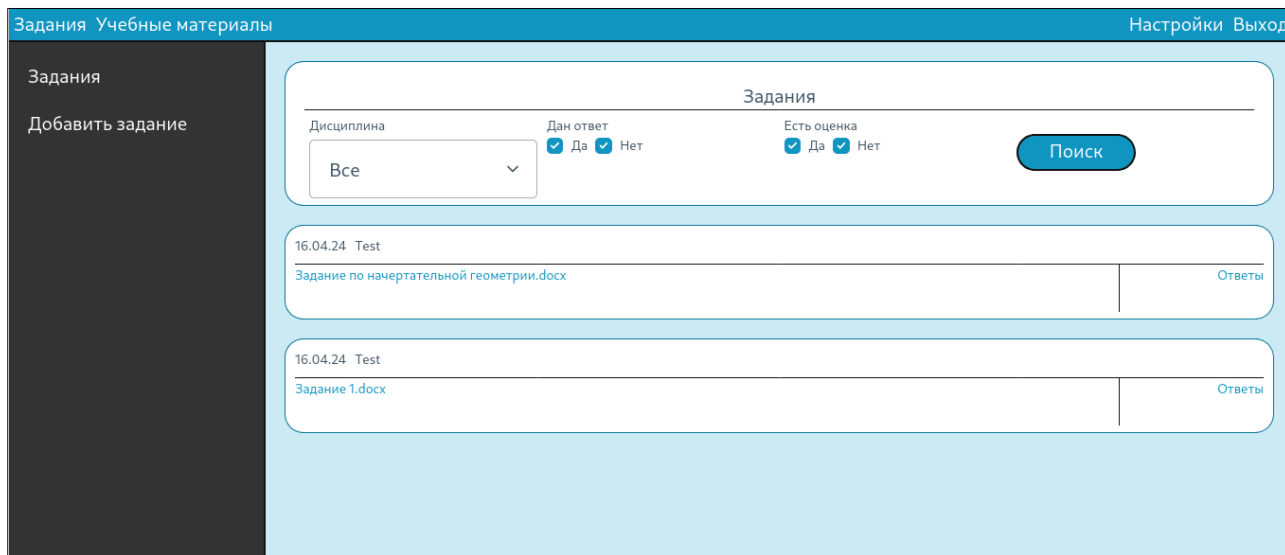 Задания Учебные материалы Настройки Выход
Задания
Добавить задание
Задания
Дисциплина Дан ответ Есть оценка
Да Нет Да Нет
Все
Поиск
16.04.24 Test
Задание по начертательной геометрии.docx Ответы
16.04.24 Test
Задание 1.docx Ответы